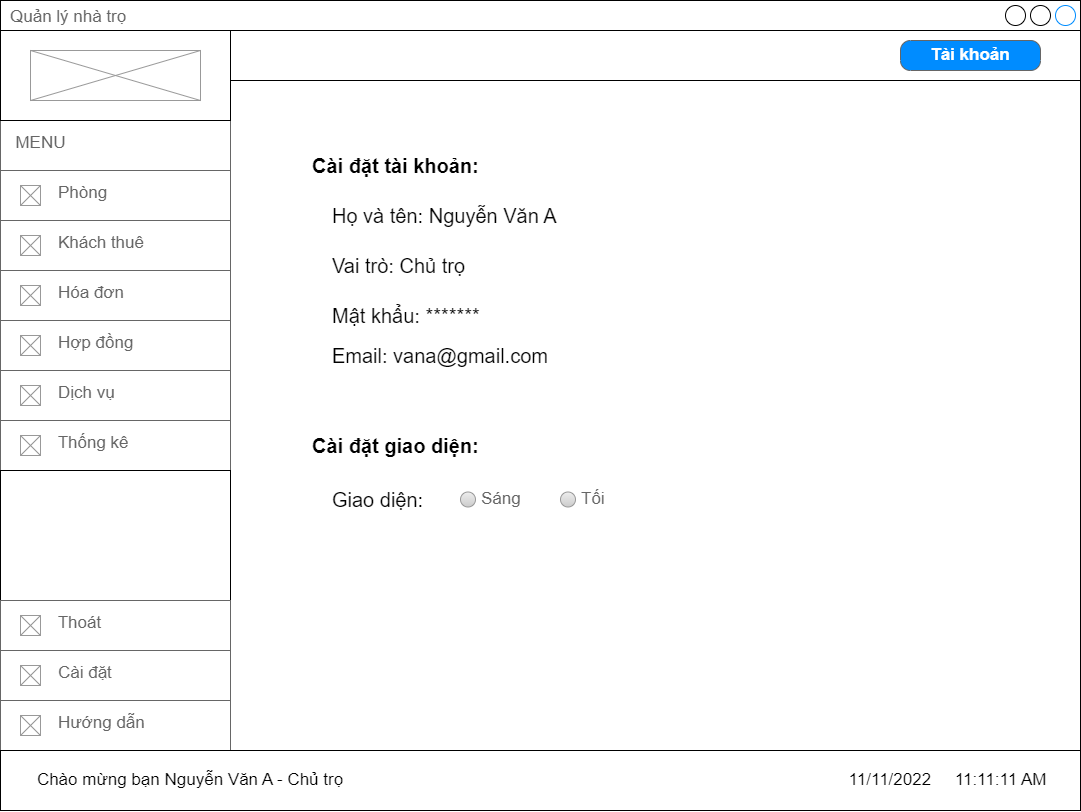 Quản lý nhà trọ
Tài khoản
MENU
Phòng
Khách thuê
Hóa đơn
Hợp đồng
Dịch vụ
Thống kê
Thoát
Cài đặt
Hướng dẫn
Cài đặt tài khoản:
Họ và tên: Nguyễn Văn A
Vai trò: Chủ trọ
Mật khẩu: *******
Email: vana@gmail.com
Cài đặt giao diện:
Giao diện: Sáng Tối
Chào mừng bạn Nguyễn Văn A - Chủ trọ 11/11/2022 11:11:11 AM